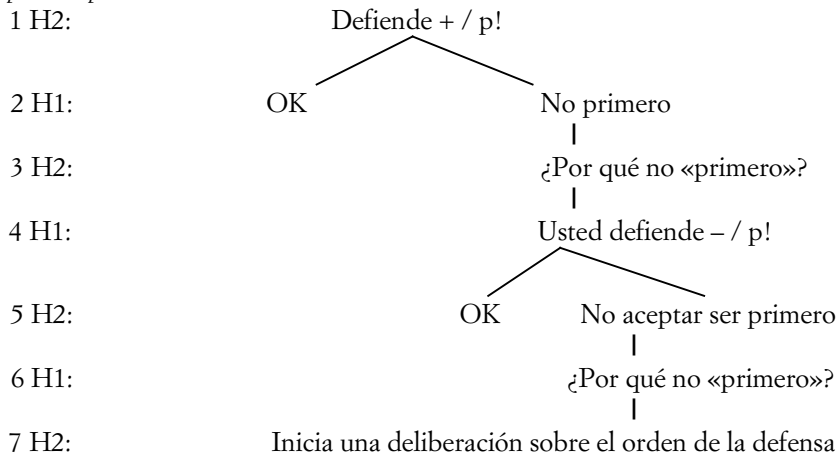 1 H2: Defiende + / p!
2 H1: OK No primero
3 H2: ¿Por qué no «primero»?
4 H1: Usted defiende – / p!
5 H2: OK No aceptar ser primero
6 H1: ¿Por qué no «primero»?
7 H2: Inicia una deliberación sobre el orden de la defensa